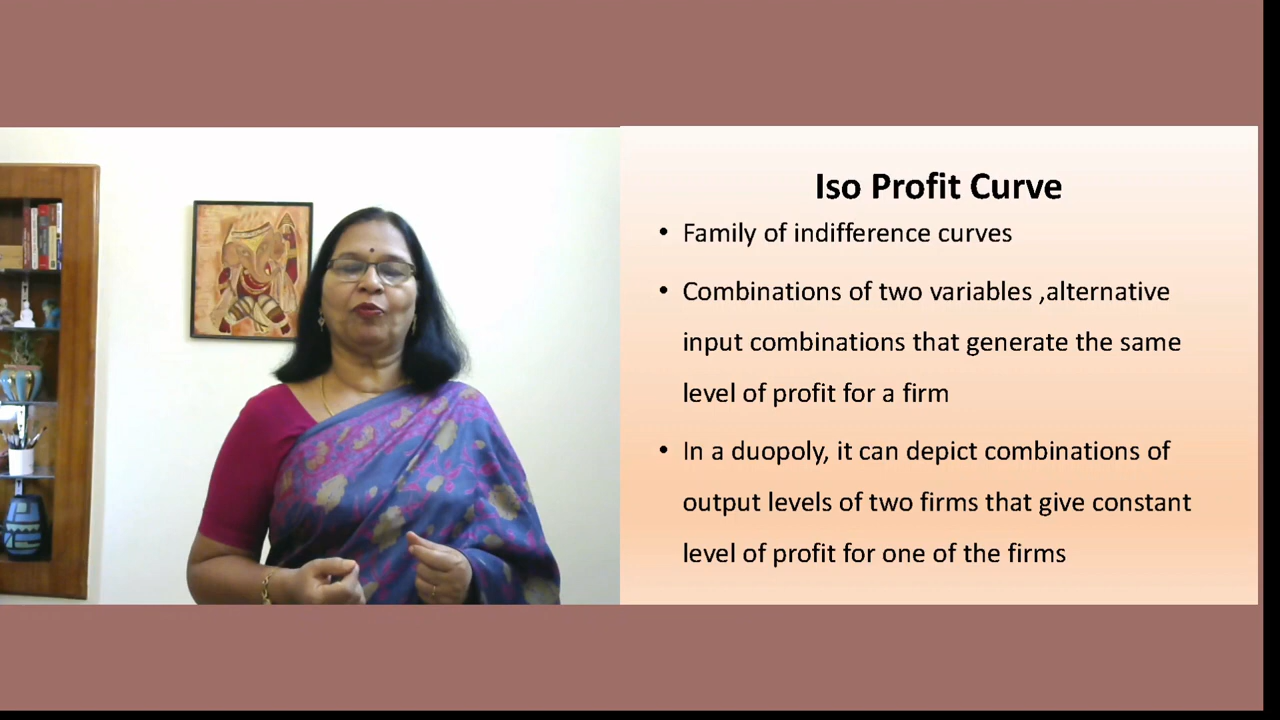 Iso Profit Curve
• Family of indifference curves
• Combinations of two variables ,alternative
input combinations that generate the same
level of profit for a firm
• In a duopoly, it can depict combinations of
output levels of two firms that give constant
level of profit for one of the firms